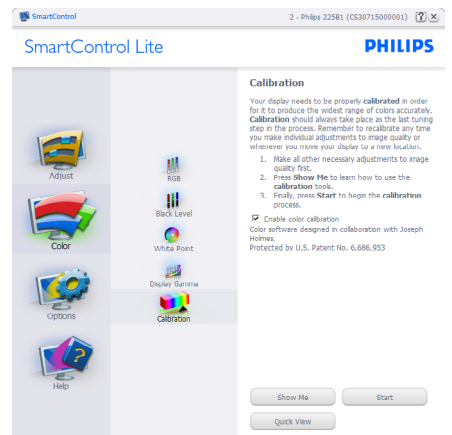 SmartControl
2 - Philips 225B1 (CS30715000001)
SmartControl Lite
PHILIPS
Adjust
Color
Options
Help
RGB
Black Level
White Point
Display Gamma
Calibration
Calibration
Your display needs to be properly calibrated in order
for it to produce the widest range of colors accurately.
Calibration should always take place as the last tuning
step in the process. Remember to recalibrate any time
you make individual adjustments to image quality or
whenever you move your display to a new location.
1. Make all other necessary adjustments to image
quality first.
2. Press Show Me to learn how to use the
calibration tools.
3. Finally, press Start to begin the calibration
process.
Enable color calibration
Color software designed in collaboration with Joseph
Holmes.
Protected by U.S. Patent No. 6,686,953
Show Me
Start
Quick View